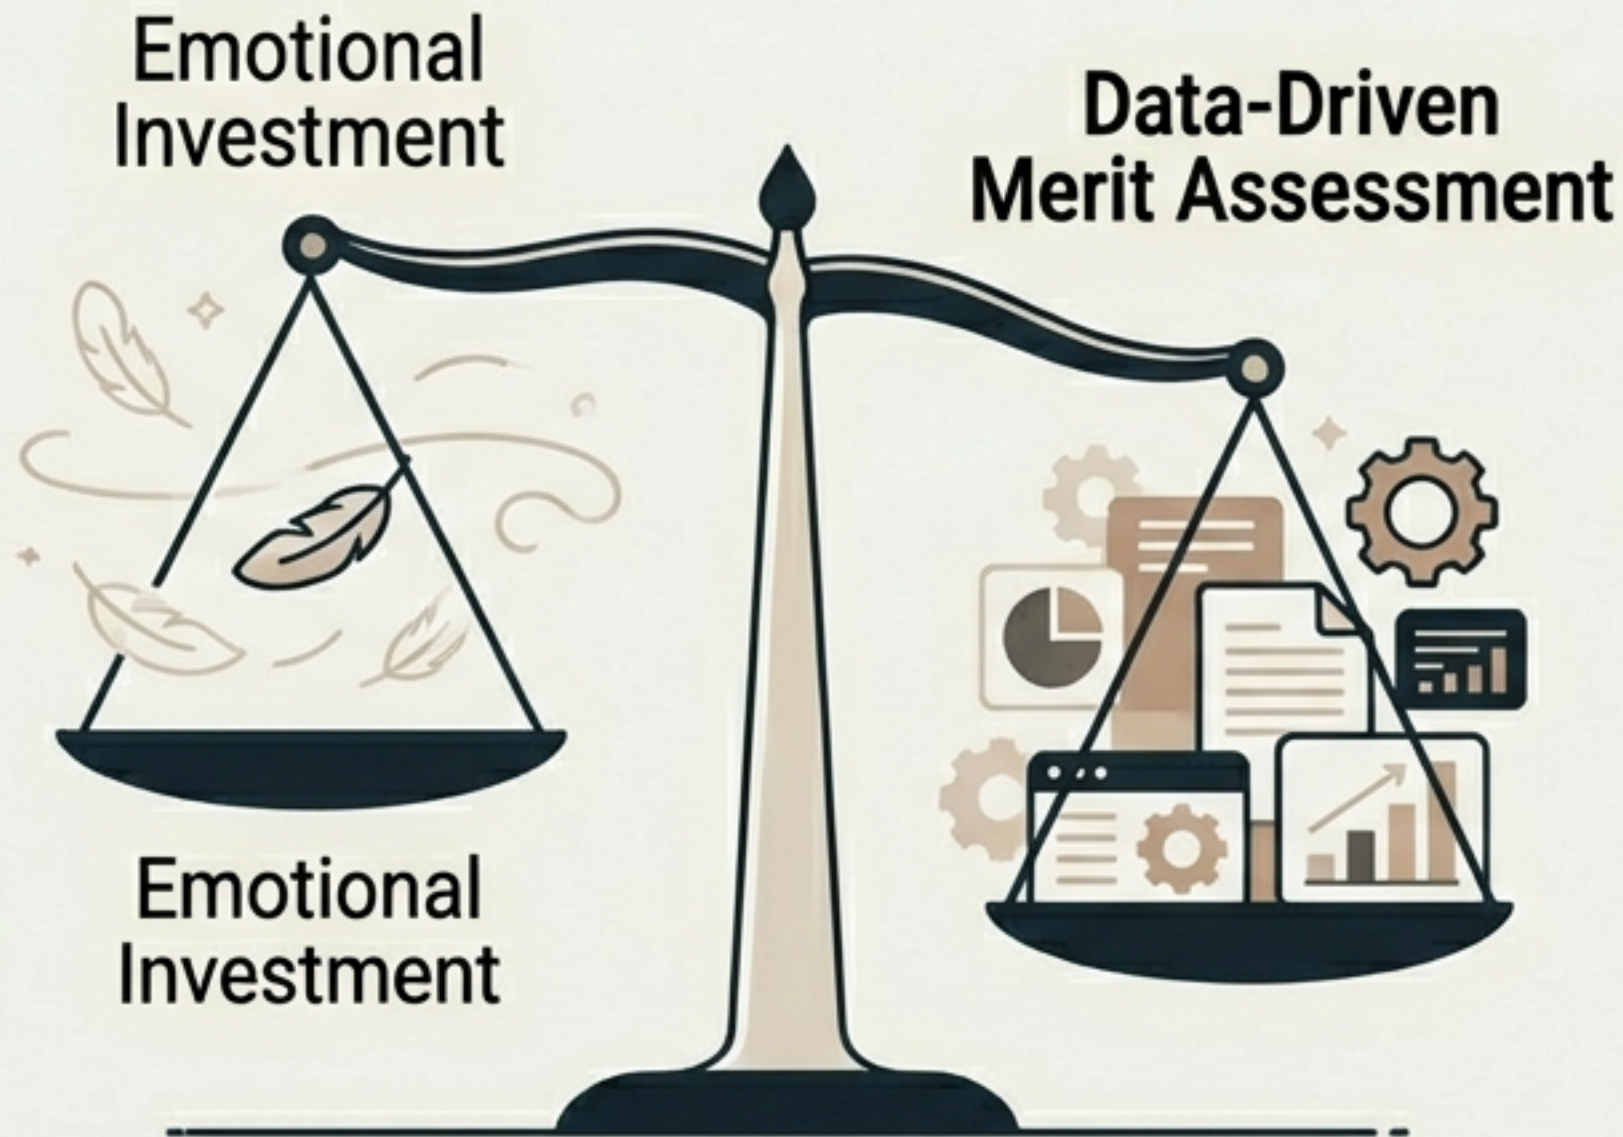 Emotional
Investment
Data-Driven
Merit Assessment
Emotional
Investment